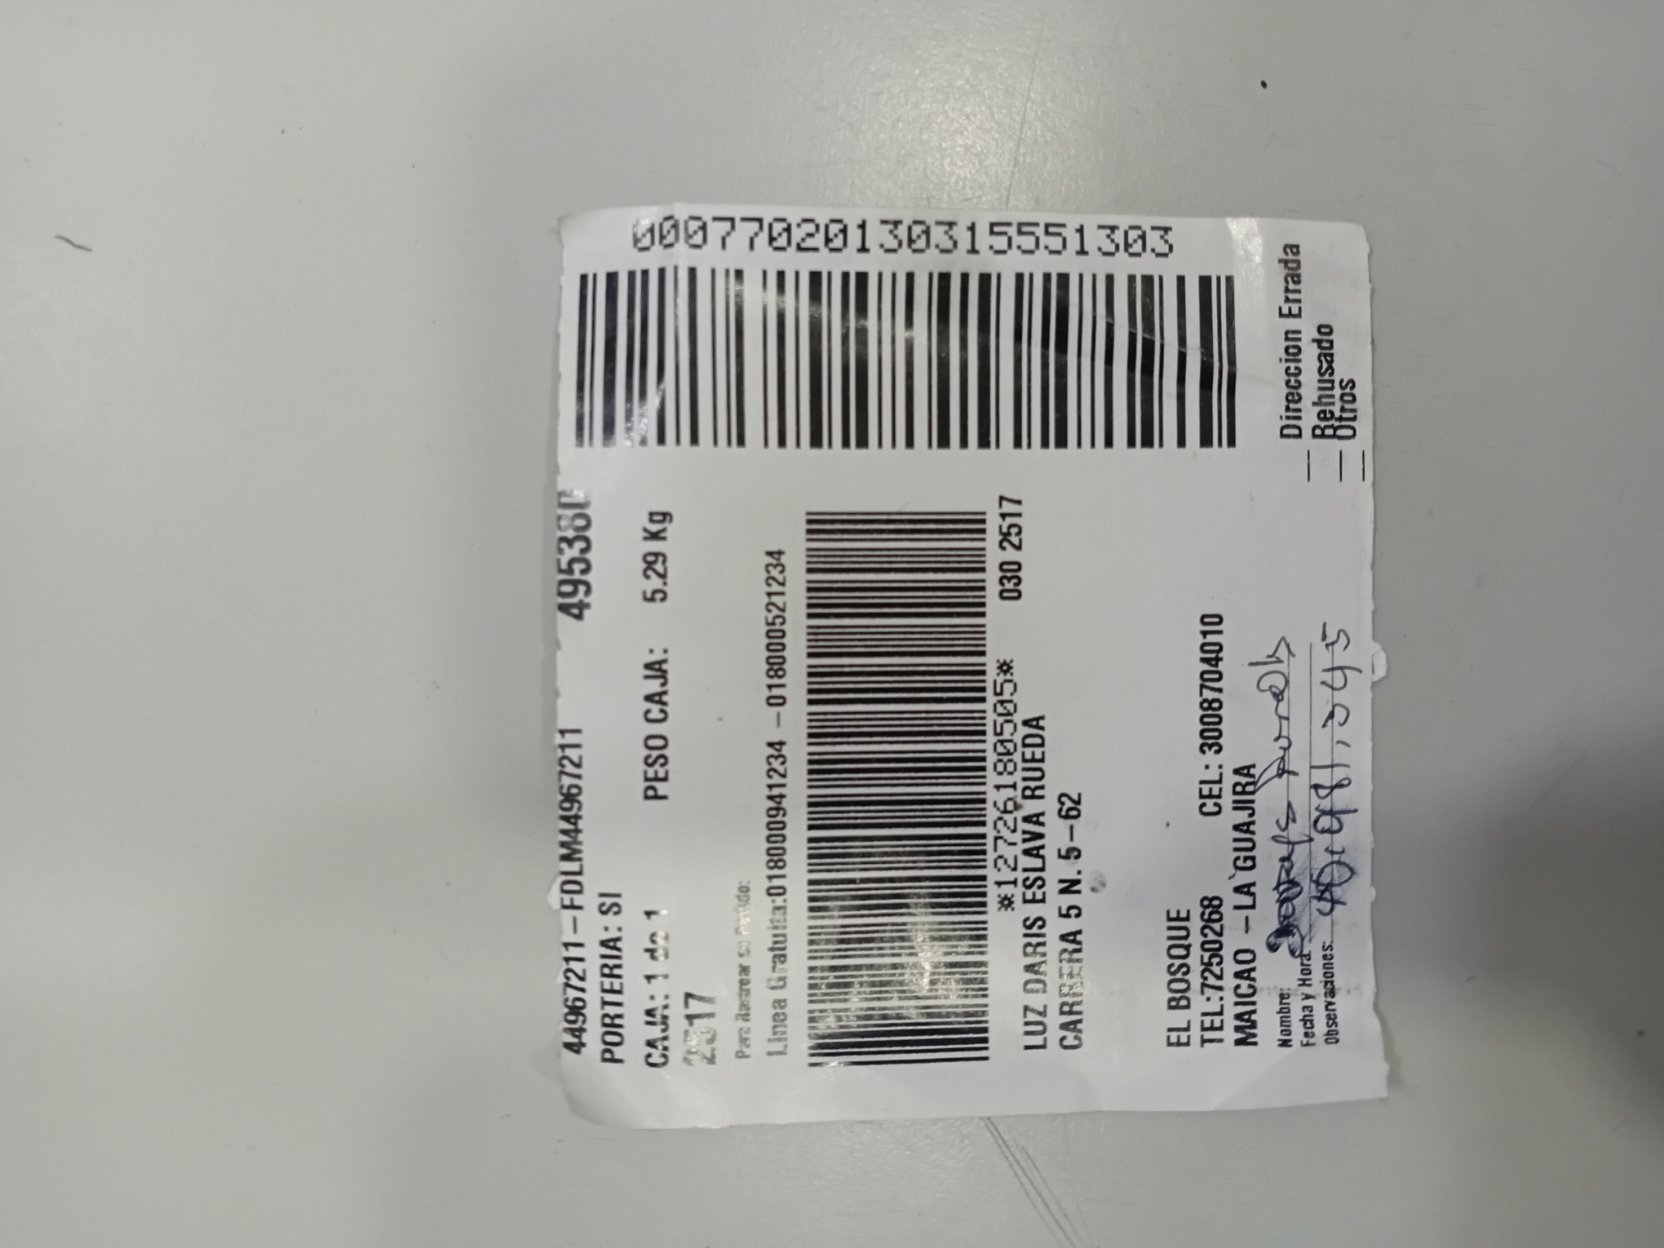 44967211-FDLM44967211 495380
PORTERIA: SI
CAJA: 1 de 1 PESO CAJA: 5.29 Kg
2517
Para Rastrear su Pedido:
Linea Gratuita:018000941234 -018000521234
*12726180505*
030 2517
LUZ DARIS ESLAVA RUEDA
CARRERA 5 N. 5-62
EL BOSQUE
TEL:7250268 CEL: 3008704010
MAICAO -LA GUAJIRA
Nombre:
Fecha y Hora:
Observaciones:
Direccion Errada
Rehusado
Otros
00077020130315551303